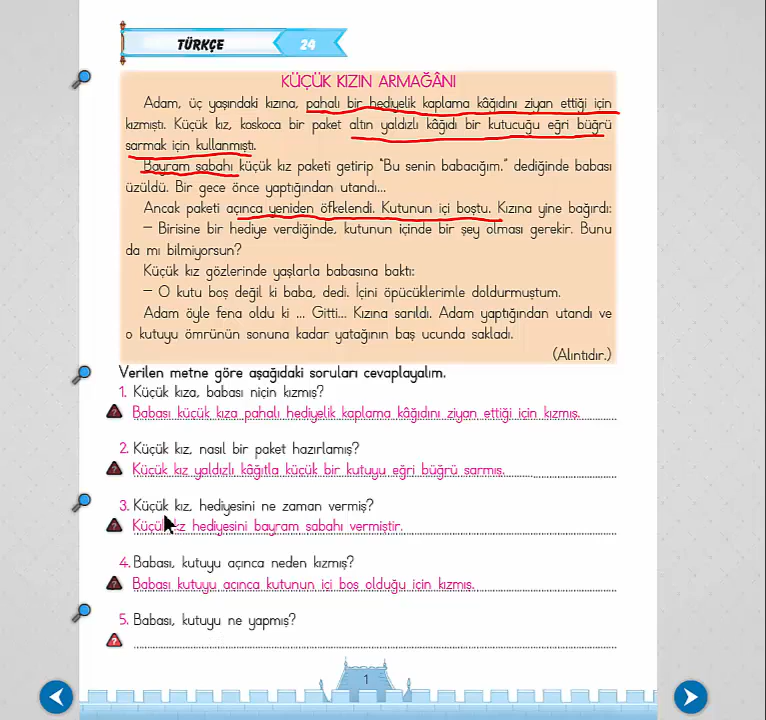 TÜRKÇE
24
KÜÇÜK KIZIN ARMAĞÂNI
Adam, üç yaşındaki kızına, pahalı bir hediyelik kaplama kâğıdını ziyan ettiği için
kızmıştı. Küçük kız, koskoca bir paket altın yaldızlı kâğıdı bir kutucuğu eğri büğrü
sarmak için kullanmıştı.
Bayram sabahı küçük kız paketi getirip "Bu senin babacığım." dediğinde babası
üzüldü. Bir gece önce yaptığından utandı...
Ancak paketi açınca yeniden öfkelendi. Kutunun içi boştu. Kızına yine bağırdı:
– Birisine bir hediye verdiğinde, kutunun içinde bir şey olması gerekir. Bunu
da mı bilmiyorsun?
Küçük kız gözlerinde yaşlarla babasına baktı:
– O kutu boş değil ki baba, dedi. İçini öpücüklerimle doldurmuştum.
Adam öyle fena oldu ki ... Gitti... Kızına sarıldı. Adam yaptığından utandı ve
o kutuyu ömrünün sonuna kadar yatağının baş ucunda sakladı.
(Alıntıdır.)
Verilen metne göre aşağıdaki soruları cevaplayalım.
1. Küçük kıza, babası niçin kızmış?
Babası küçük kıza pahalı hediyelik kaplama kâğıdını ziyan ettiği için kızmış.
2. Küçük kız, nasıl bir paket hazırlamış?
Küçük kız yaldızlı kâğıtla küçük bir kutuyu eğri büğrü sarmış.
3. Küçük kız, hediyesini ne zaman vermiş?
Küçük kız hediyesini bayram sabahı vermiştir.
4. Babası, kutuyu açınca neden kızmış?
Babası kutuyu açınca kutunun içi boş olduğu için kızmış.
5. Babası, kutuyu ne yapmış?
1